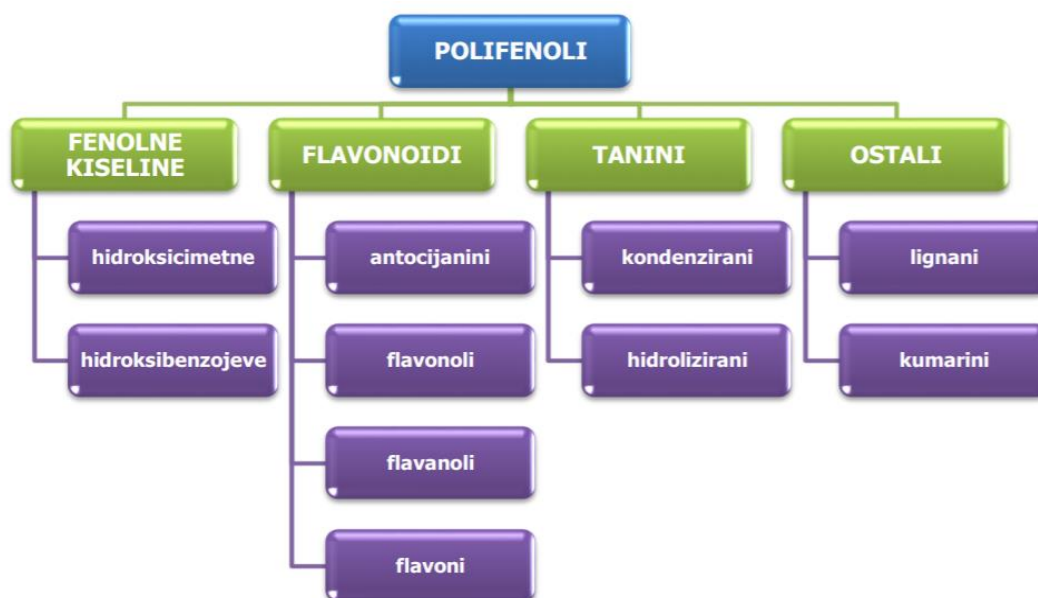 POLIFENOLI
FENOLNE
KISELINE
hidroksicimetne
hidroksibenzojeve
FLAVONOIDI
antocijanini
flavonoli
flavanoli
flavoni
TANINI
kondenzirani
hidrolizirani
OSTALI
lignani
kumarini